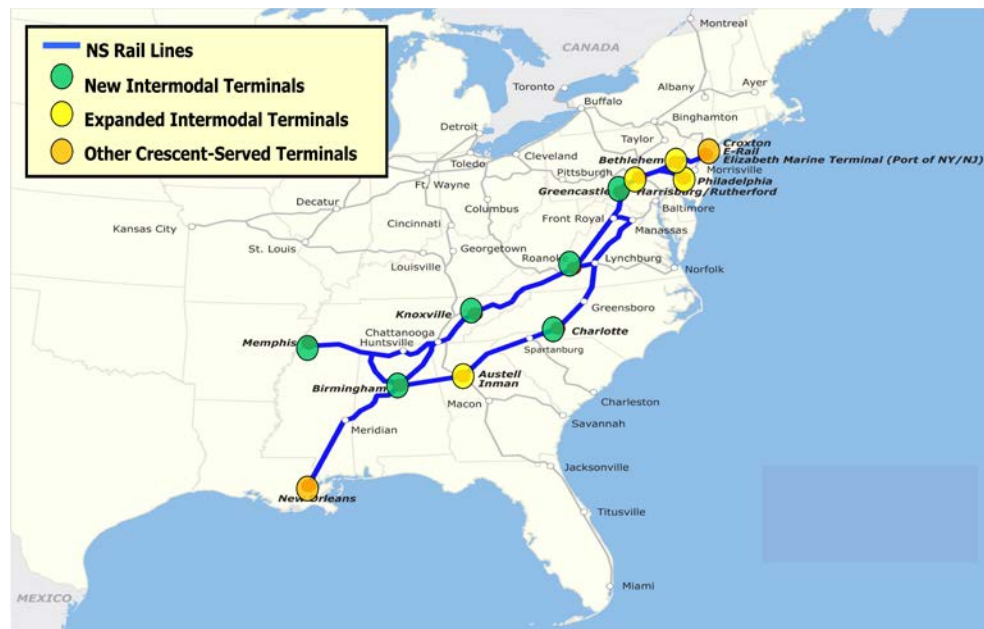 NS Rail Lines
New Intermodal Terminals
Expanded Intermodal Terminals
Other Crescent-Served Terminals
Montreal
CANADA
Toronto
Albany
Ayer
Buffalo
Binghamton
Detroit
Taylor
Croxton
E-Rail
Elizabeth Marine Terminal (Port of NY/NJ)
Cleveland
Bethlehem
Toledo
Pittsburgh
Morrisville
Philadelphia
Ft. Wayne
Greencastle
Harrisburg/Rutherford
Decatur
Columbus
Baltimore
Front Royal
Kansas City
Cincinnati
Manassas
St. Louis
Georgetown
Roanoke
Lynchburg
Louisville
Norfolk
Greensboro
Knoxville
Chattanooga
Charlotte
Memphis
Huntsville
Spartanburg
Austell
Inman
Birmingham
Macon
Charleston
Savannah
Meridian
Jacksonville
New Orleans
Titusville
Miami
MEXICO